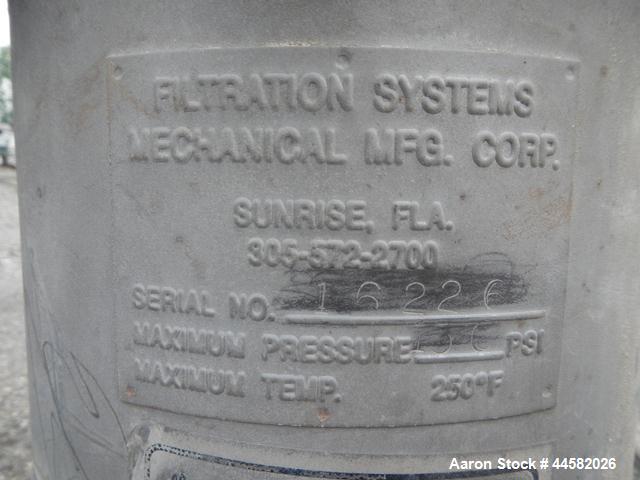 FILTRATION SYSTEMS
MECHANICAL MFG. CORP.
SUNRISE, FLA.
305-572-2700
SERIAL NO. 16226
MAXIMUM PRESSURE 150 PSI
MAXIMUM TEMP. 250°F
Aaron Stock # 44582026